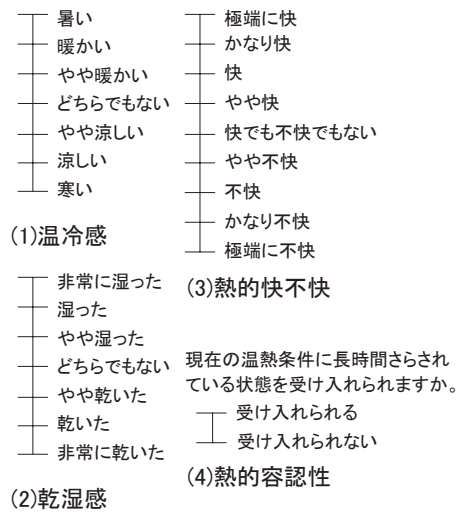 暑い
暖かい
やや暖かい
どちらでもない
やや涼しい
涼しい
寒い
(1)温冷感
非常に湿った
湿った
やや湿った
どちらでもない
やや乾いた
乾いた
非常に乾いた
(2)乾湿感
極端に快
かなり快
快
やや快
快でも不快でもない
やや不快
不快
かなり不快
極端に不快
(3)熱的快不快
現在の温熱条件に長時間さらされ
ている状態を受け入れられますか。
受け入れられる
受け入れられない
(4)熱的容認性